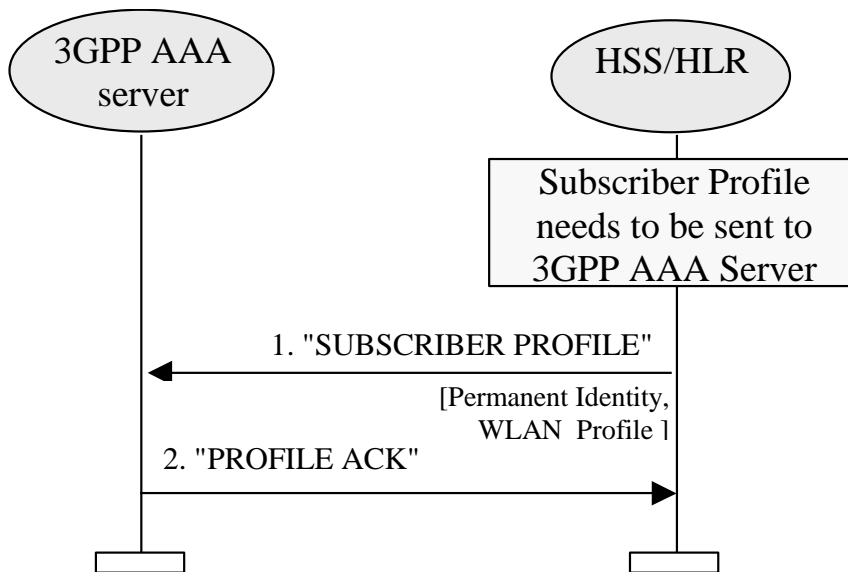 3GPP AAA
server
HSS/HLR
Subscriber Profile
needs to be sent to
3GPP AAA Server
1. "SUBSCRIBER PROFILE"
[Permanent Identity,
WLAN Profile ]
2. "PROFILE ACK"